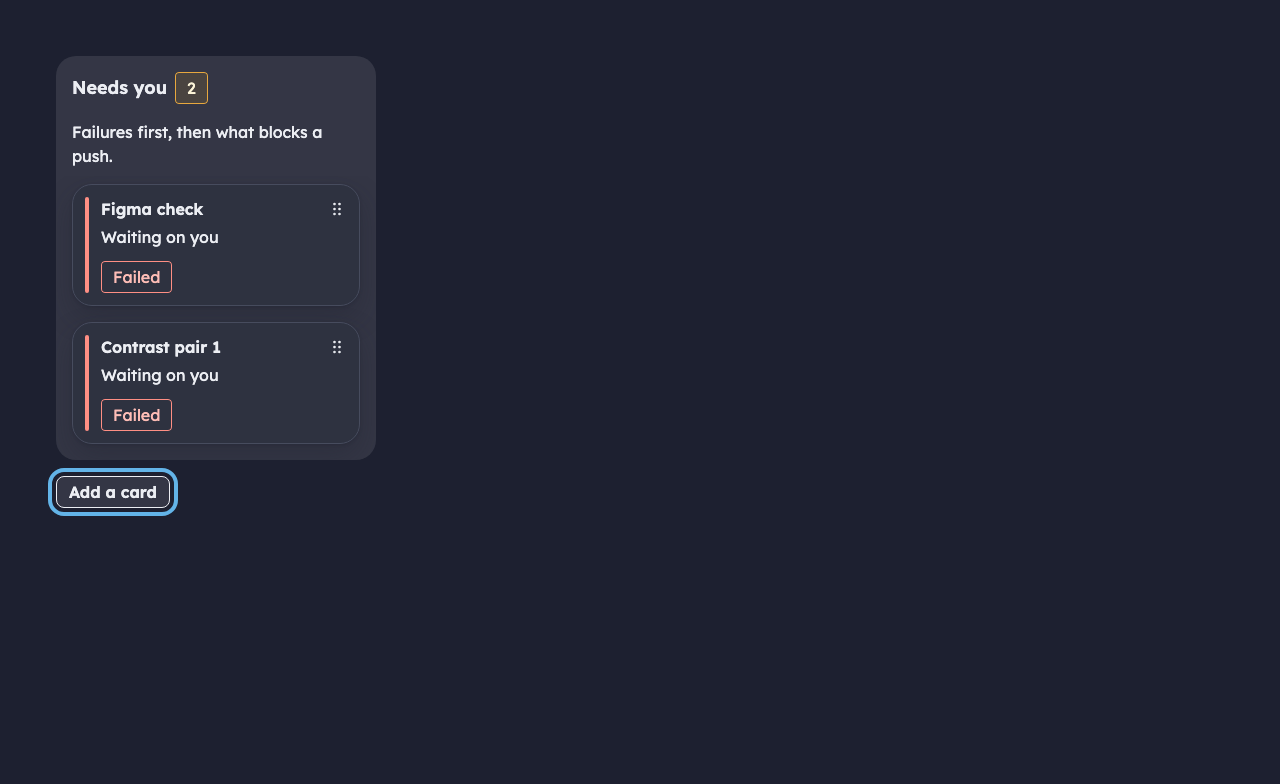 Needs you 2
Failures first, then what blocks a
push.
Figma check
Waiting on you
Failed
Contrast pair 1
Waiting on you
Failed
Add a card